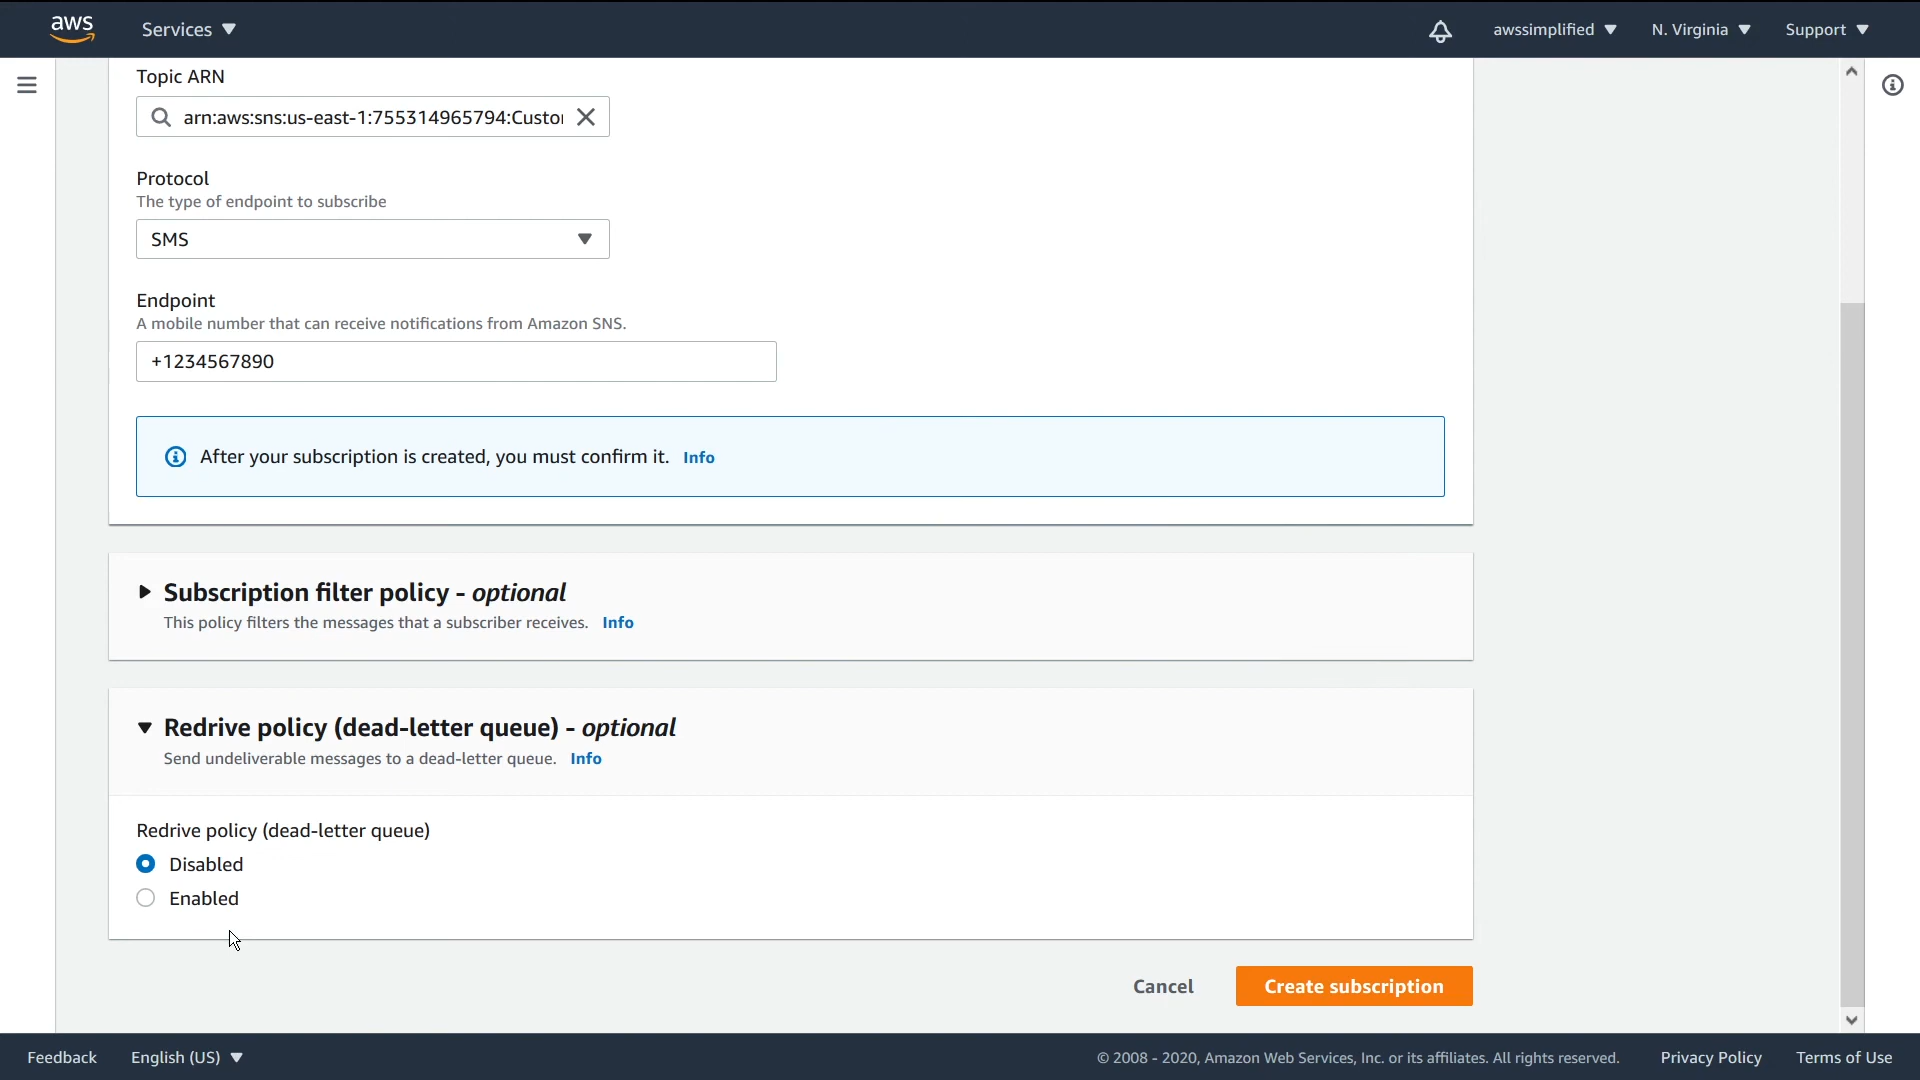 aws
Services
awssimplified
N. Virginia
Support
Topic ARN
arn:aws:sns:us-east-1:755314965794:Custo
Protocol
The type of endpoint to subscribe
SMS
Endpoint
A mobile number that can receive notifications from Amazon SNS.
+1234567890
After your subscription is created, you must confirm it. Info
Subscription filter policy - optional
This policy filters the messages that a subscriber receives. Info
Redrive policy (dead-letter queue) - optional
Send undeliverable messages to a dead-letter queue. Info
Redrive policy (dead-letter queue)
Disabled
Enabled
Cancel
Create subscription
Feedback
English (US)
© 2008 - 2020, Amazon Web Services, Inc. or its affiliates. All rights reserved.
Privacy Policy
Terms of Use